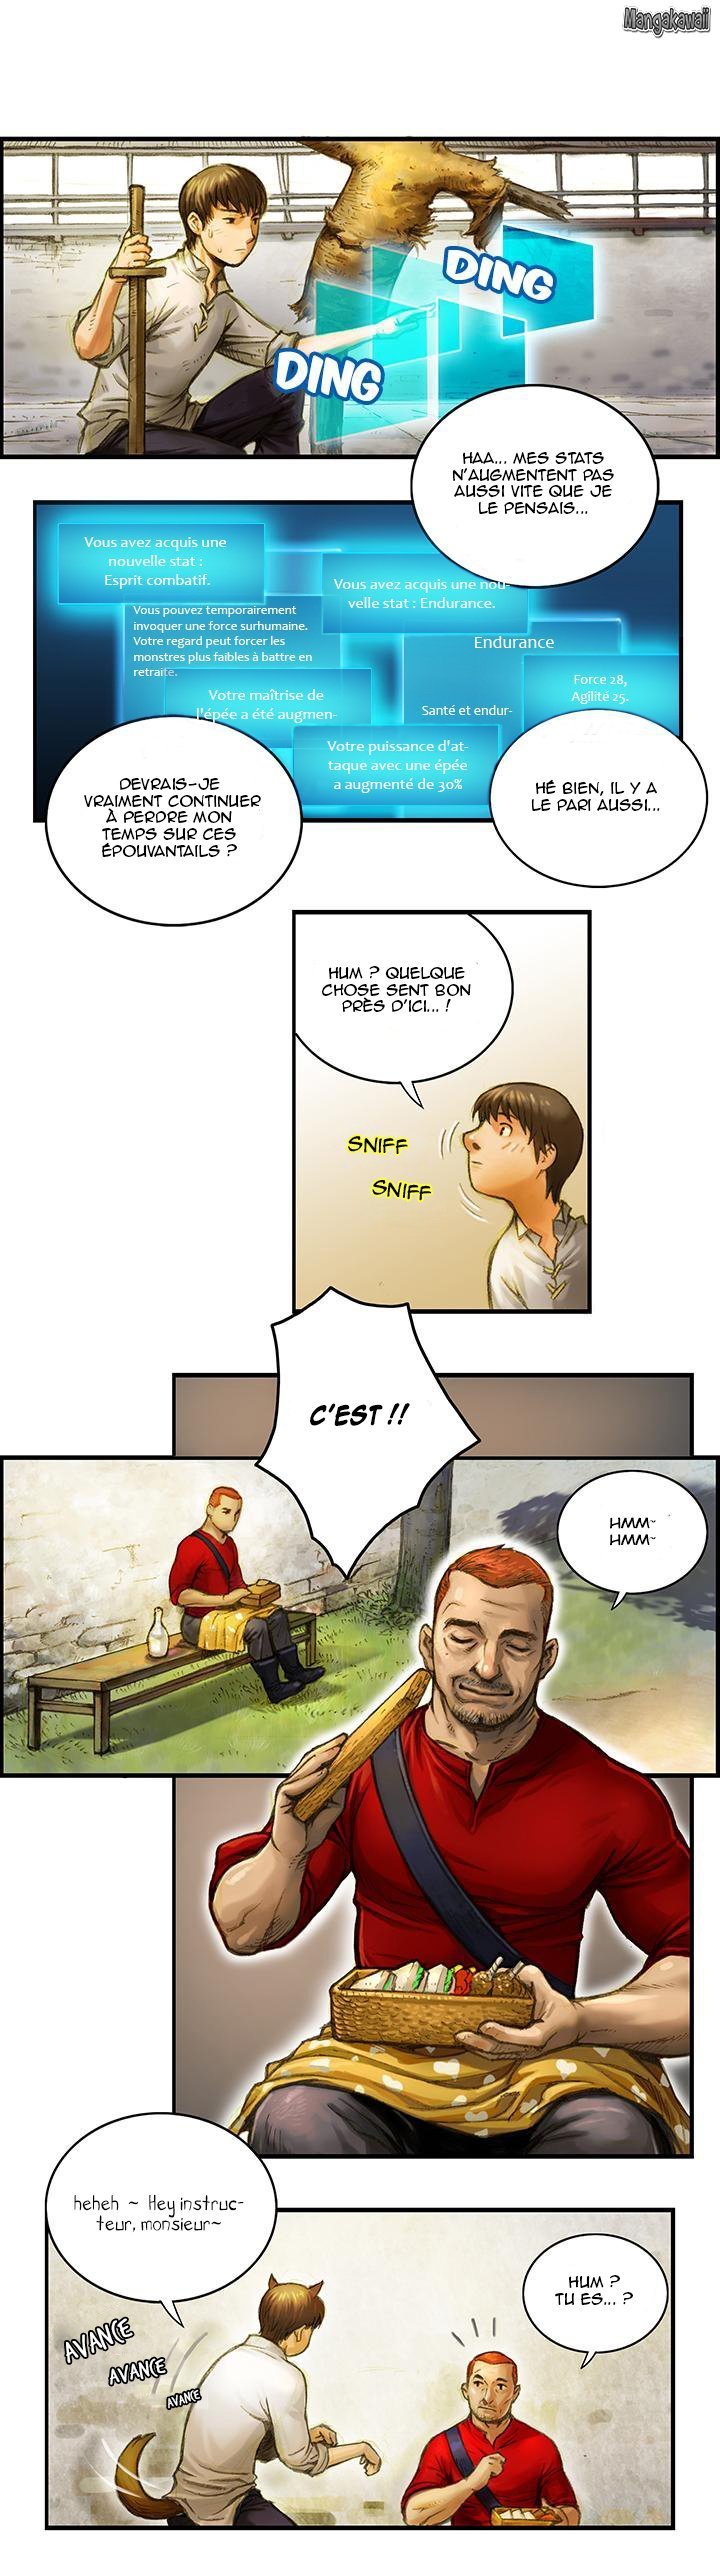 Mangakawaii
DING
DING
HAA... MES STATS
N'AUGMENTENT PAS
AUSSI VITE QUE JE
LE PENSAIS...
Vous avez acquis une
nouvelle stat :
Esprit combatif.
Vous avez acquis une nou-
velle stat : Endurance.
Vous pouvez temporairement
invoquer une force surhumaine.
Votre regard peut forcer les
monstres plus faibles à battre en
retraite.
Endurance
Santé et endur-
Force 28,
Agilité 25.
Votre maîtrise de
l'épée a été augmen-
Votre puissance d'at-
taque avec une épée
a augmenté de 30%
DEVRAIS-JE
VRAIMENT CONTINUER
À PERDRE MON
TEMPS SUR CES
ÉPOUVANTAILS ?
HÉ BIEN, IL Y A
LE PARI AUSSI...
HUM ? QUELQUE
CHOSE SENT BON
PRÈS D'ICI... !
SNIFF
SNIFF
C'EST !!
HMM~
HMM~
heheh ~ Hey instruc-
teur, monsieur~
HUM ?
TU ES... ?
AVANCE
AVANCE
AVANCE